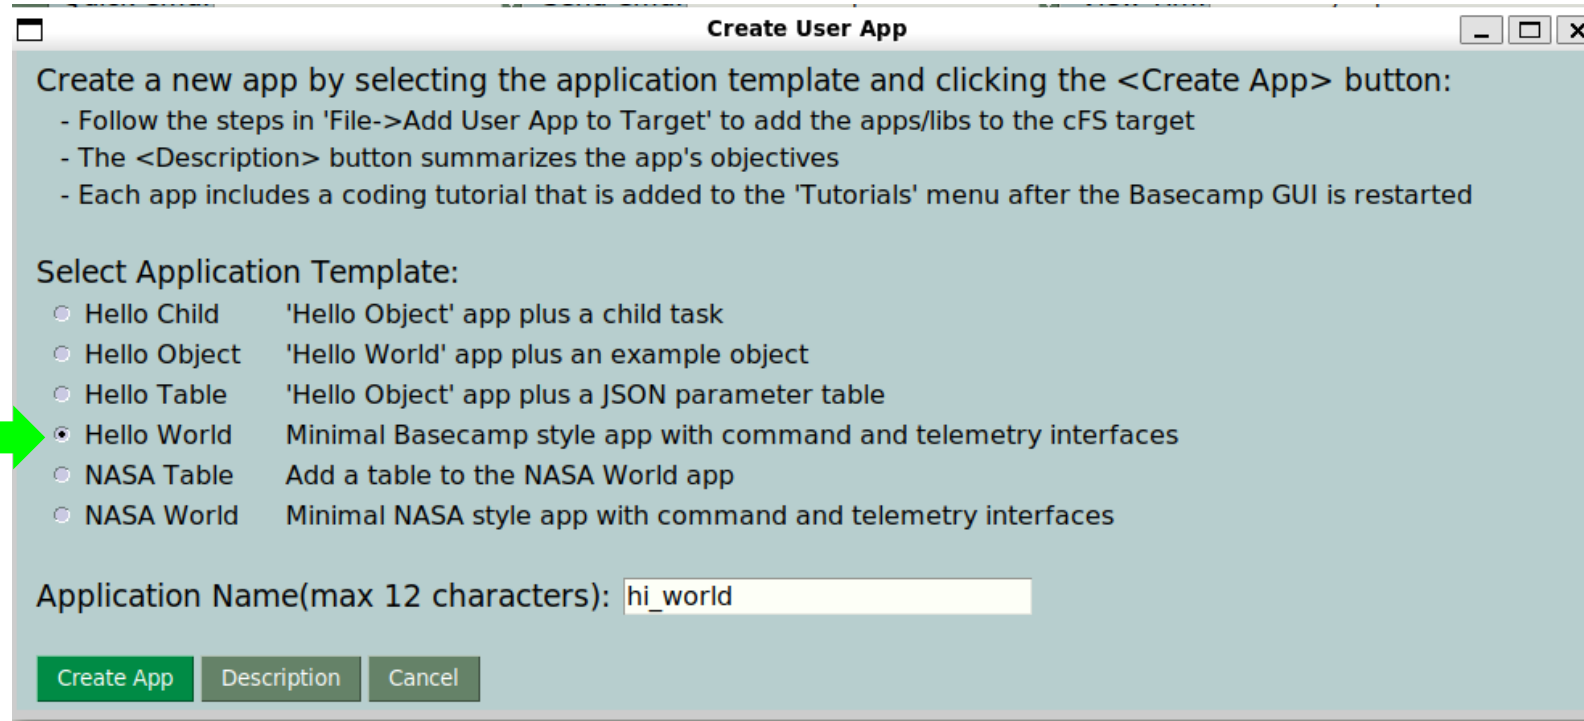 Create User App
Create a new app by selecting the application template and clicking the <Create App> button:
- Follow the steps in 'File->Add User App to Target' to add the apps/libs to the cFS target
- The <Description> button summarizes the app's objectives
- Each app includes a coding tutorial that is added to the 'Tutorials' menu after the Basecamp GUI is restarted
Select Application Template:
Hello Child 'Hello Object' app plus a child task
Hello Object 'Hello World' app plus an example object
Hello Table 'Hello Object' app plus a JSON parameter table
Hello World Minimal Basecamp style app with command and telemetry interfaces
NASA Table Add a table to the NASA World app
NASA World Minimal NASA style app with command and telemetry interfaces
Application Name(max 12 characters): hi_world
Create App Description Cancel